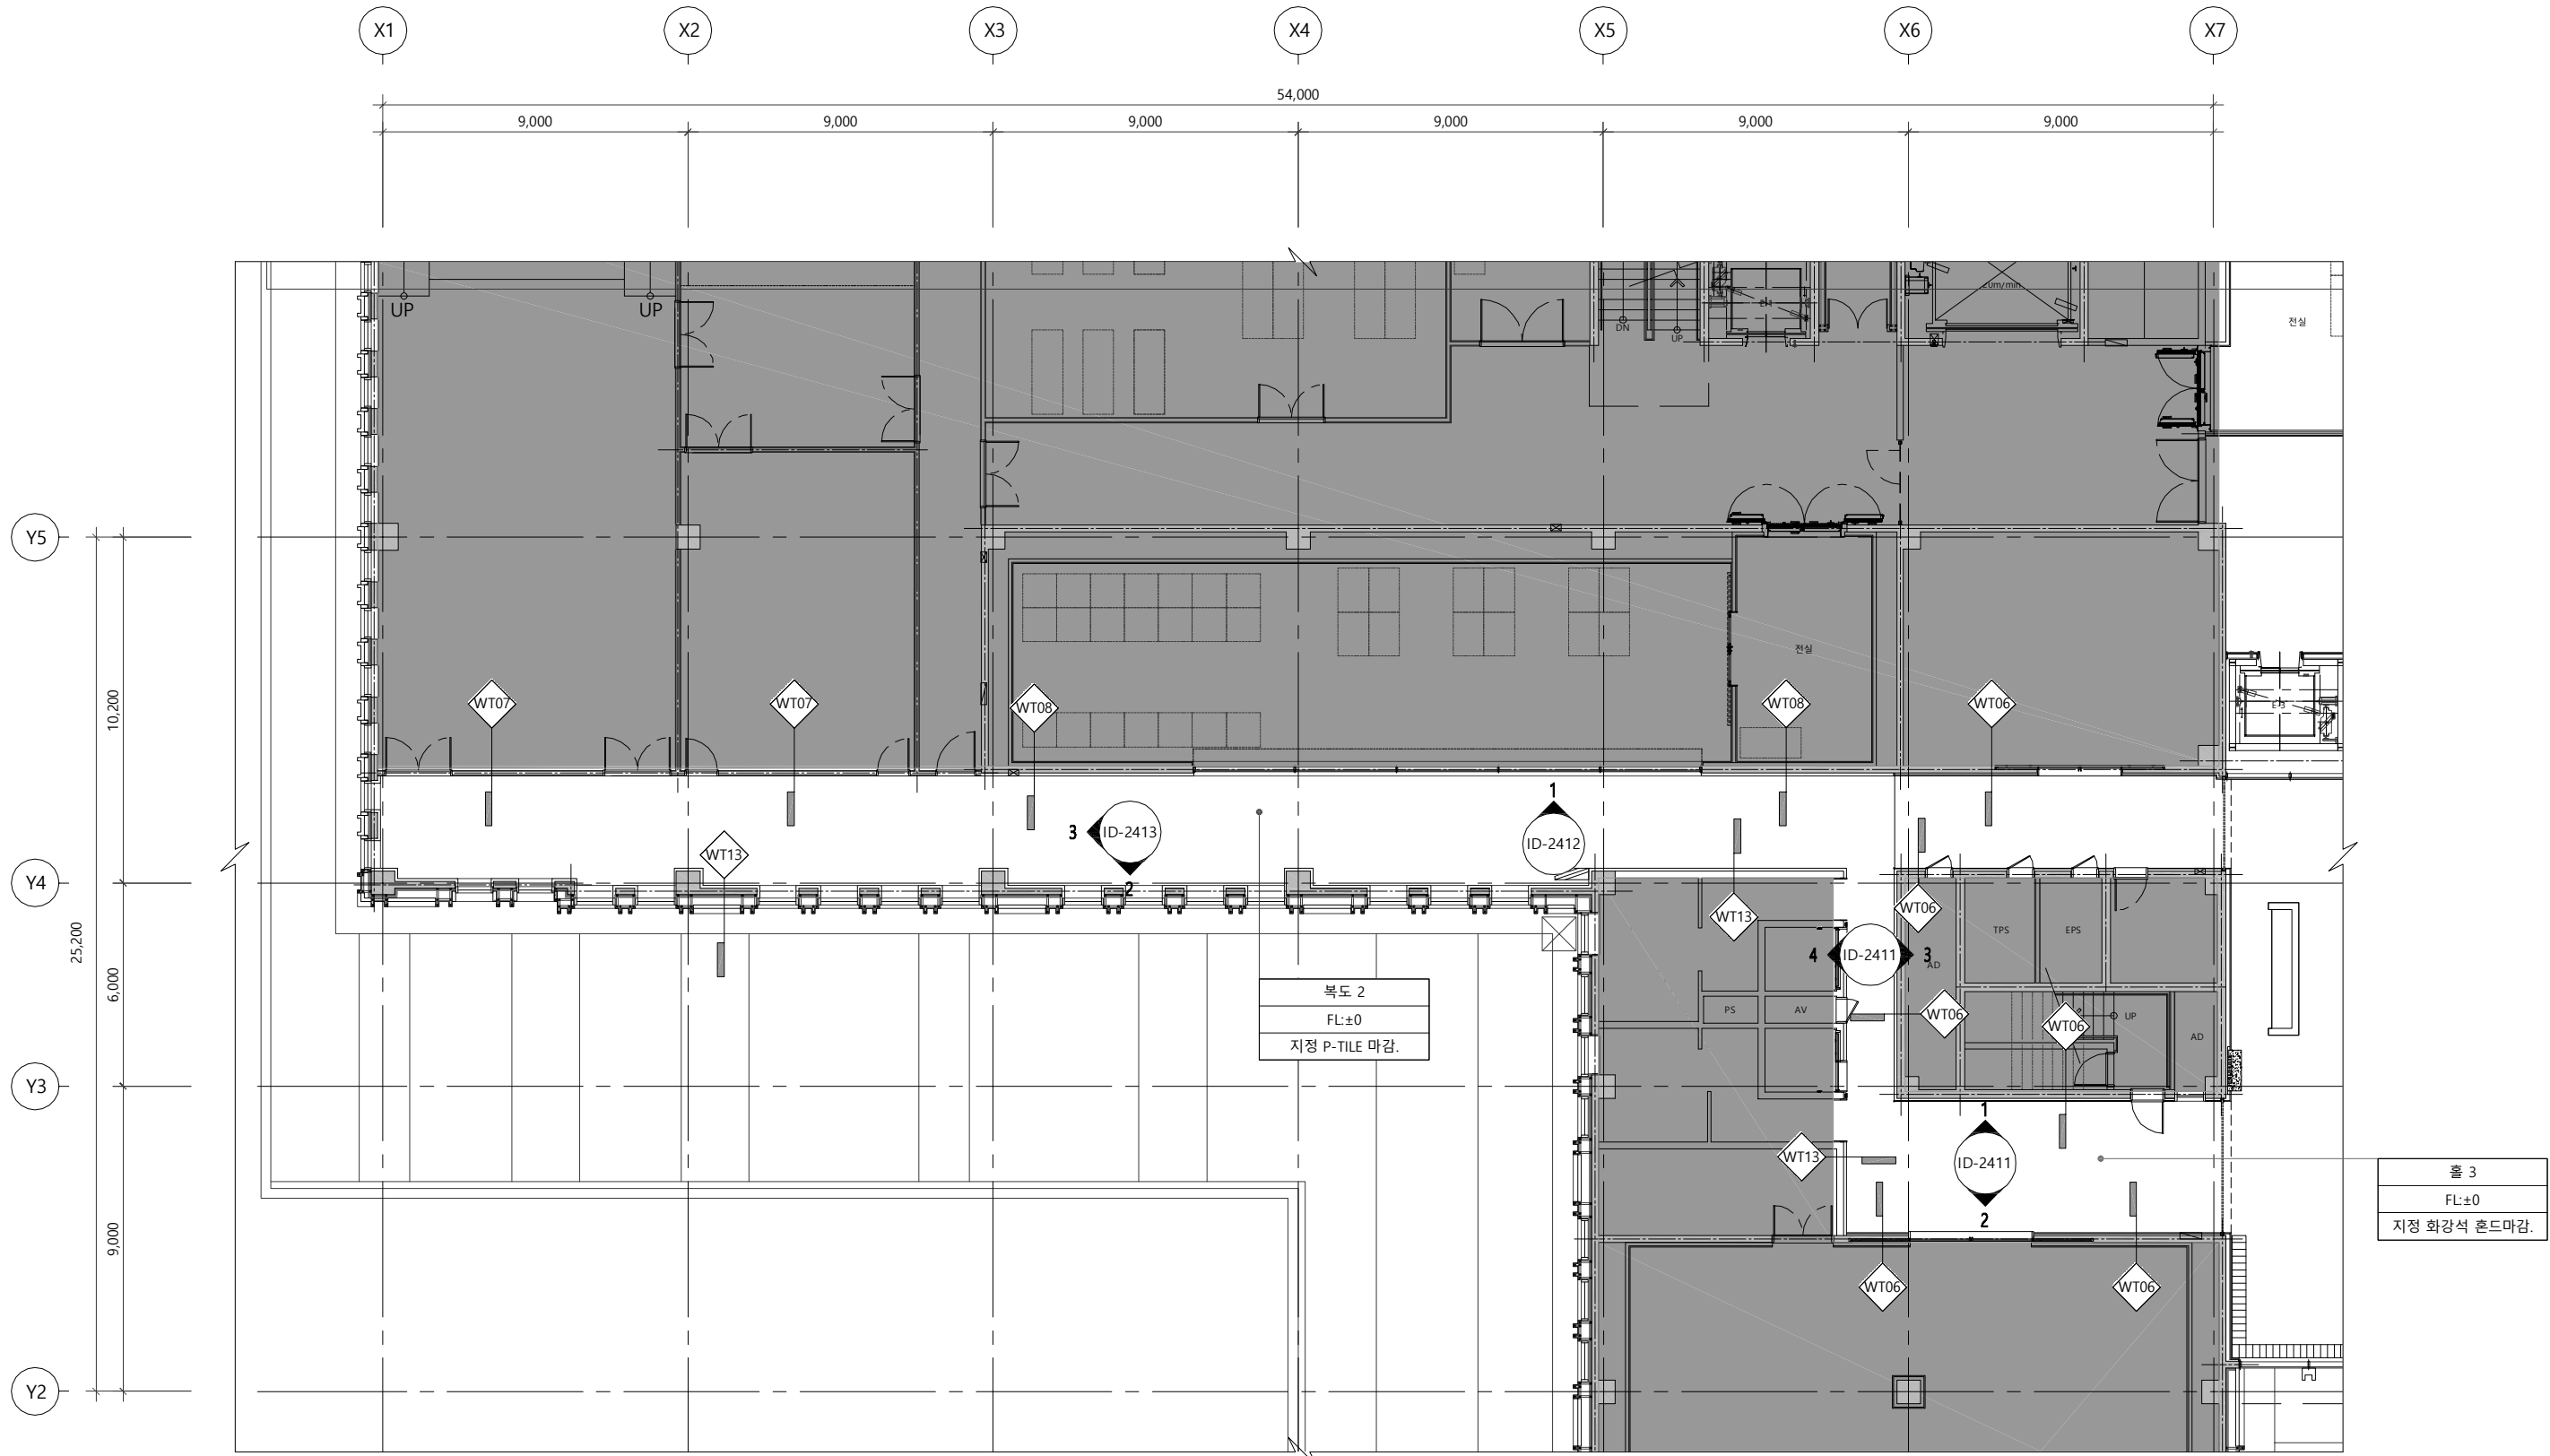 X1 X2 X3 X4 X5 X6 X7
54,000
9,000 9,000 9,000 9,000 9,000 9,000
UP UP
DN
UP
20m/min
전실
Y5
전실
10,200
WT07 WT07 WT08 WT08 WT06
E-3
1
3 ID-2413
2
ID-2412
WT13
Y4
25,200
6,000
WT13
WT06
TPS EPS
4 ID-2411 3
AD
복도 2
FL:±0
지정 P-TILE 마감.
PS AV
WT06
WT06
UP
AD
Y3
1
ID-2411
2
WT13
홀 3
FL:±0
지정 화강석 혼드마감.
9,000
WT06 WT06
Y2